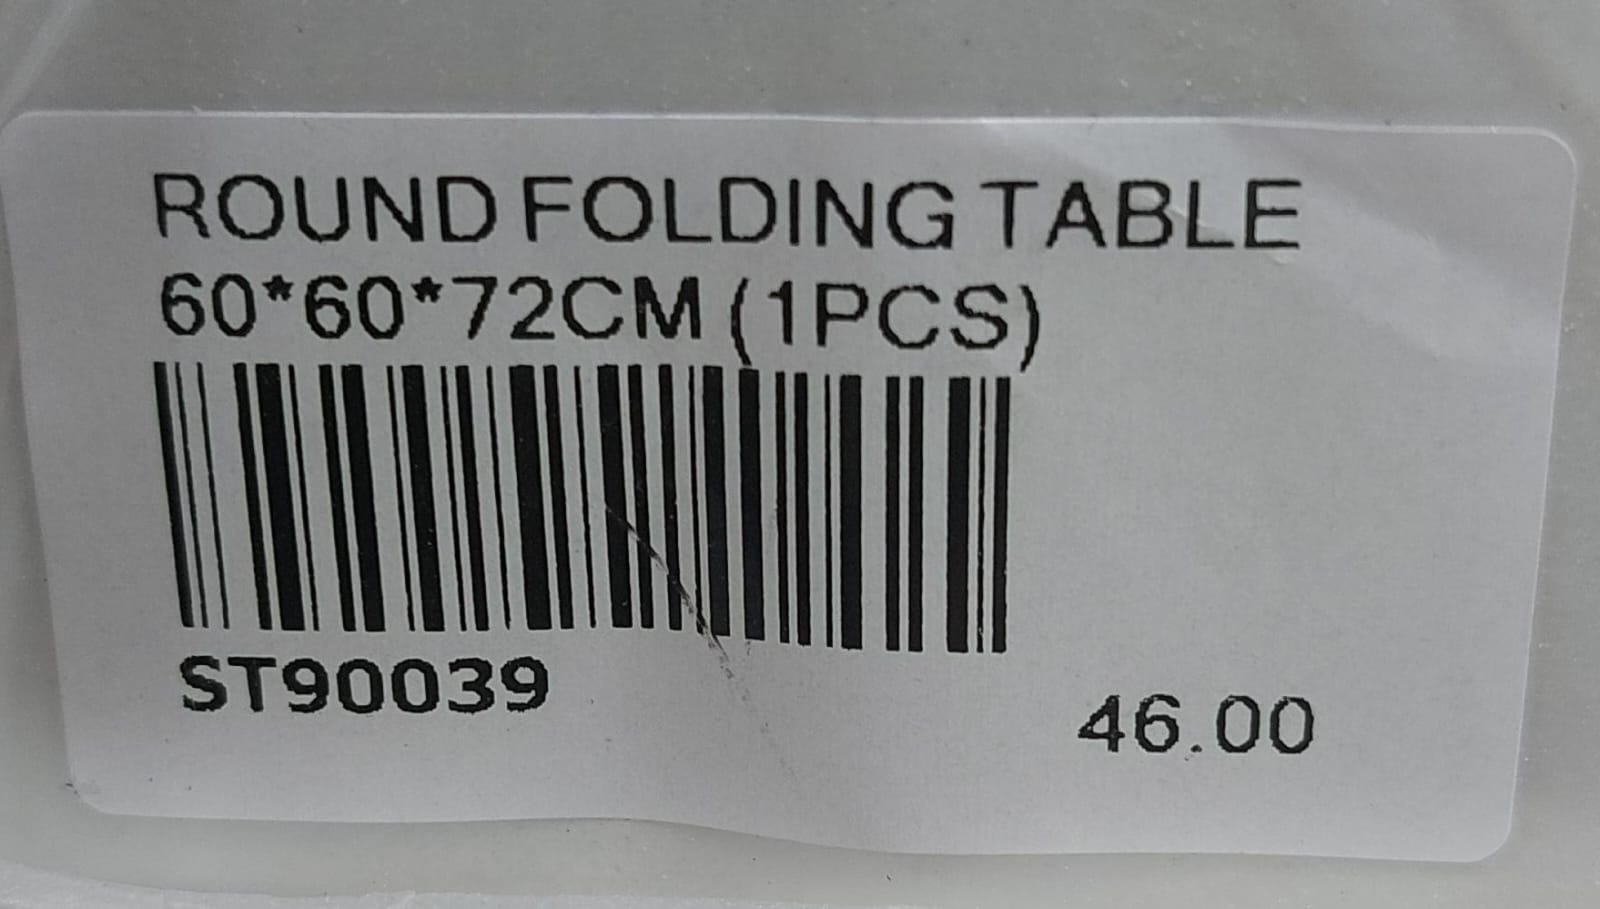 ROUND FOLDING TABLE
60*60*72CM (1PCS)
ST90039
46.00